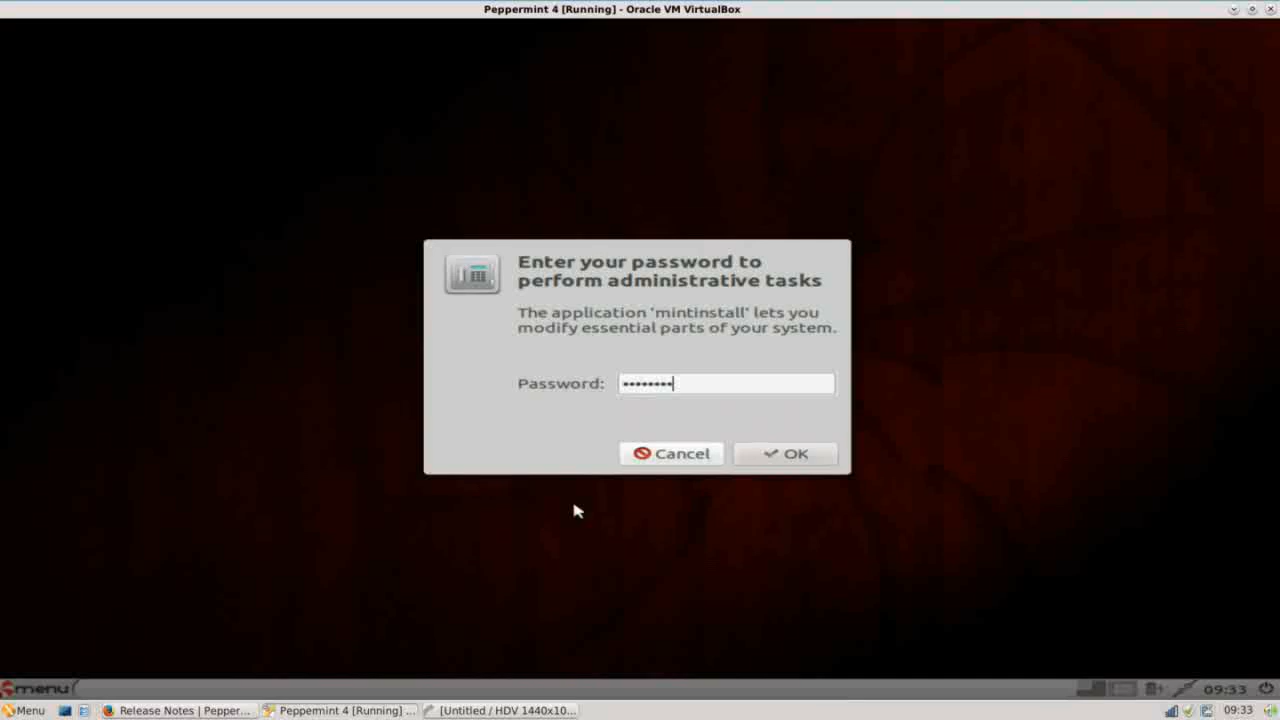 Peppermint 4 [Running] - Oracle VM VirtualBox
Enter your password to
perform administrative tasks
The application 'mintinstall' lets you
modify essential parts of your system.
Password: ••••••••
Cancel OK
menu 09:33
Menu Release Notes | Pepper... Peppermint 4 [Running] ... [Untitled / HDV 1440x10... 09:33